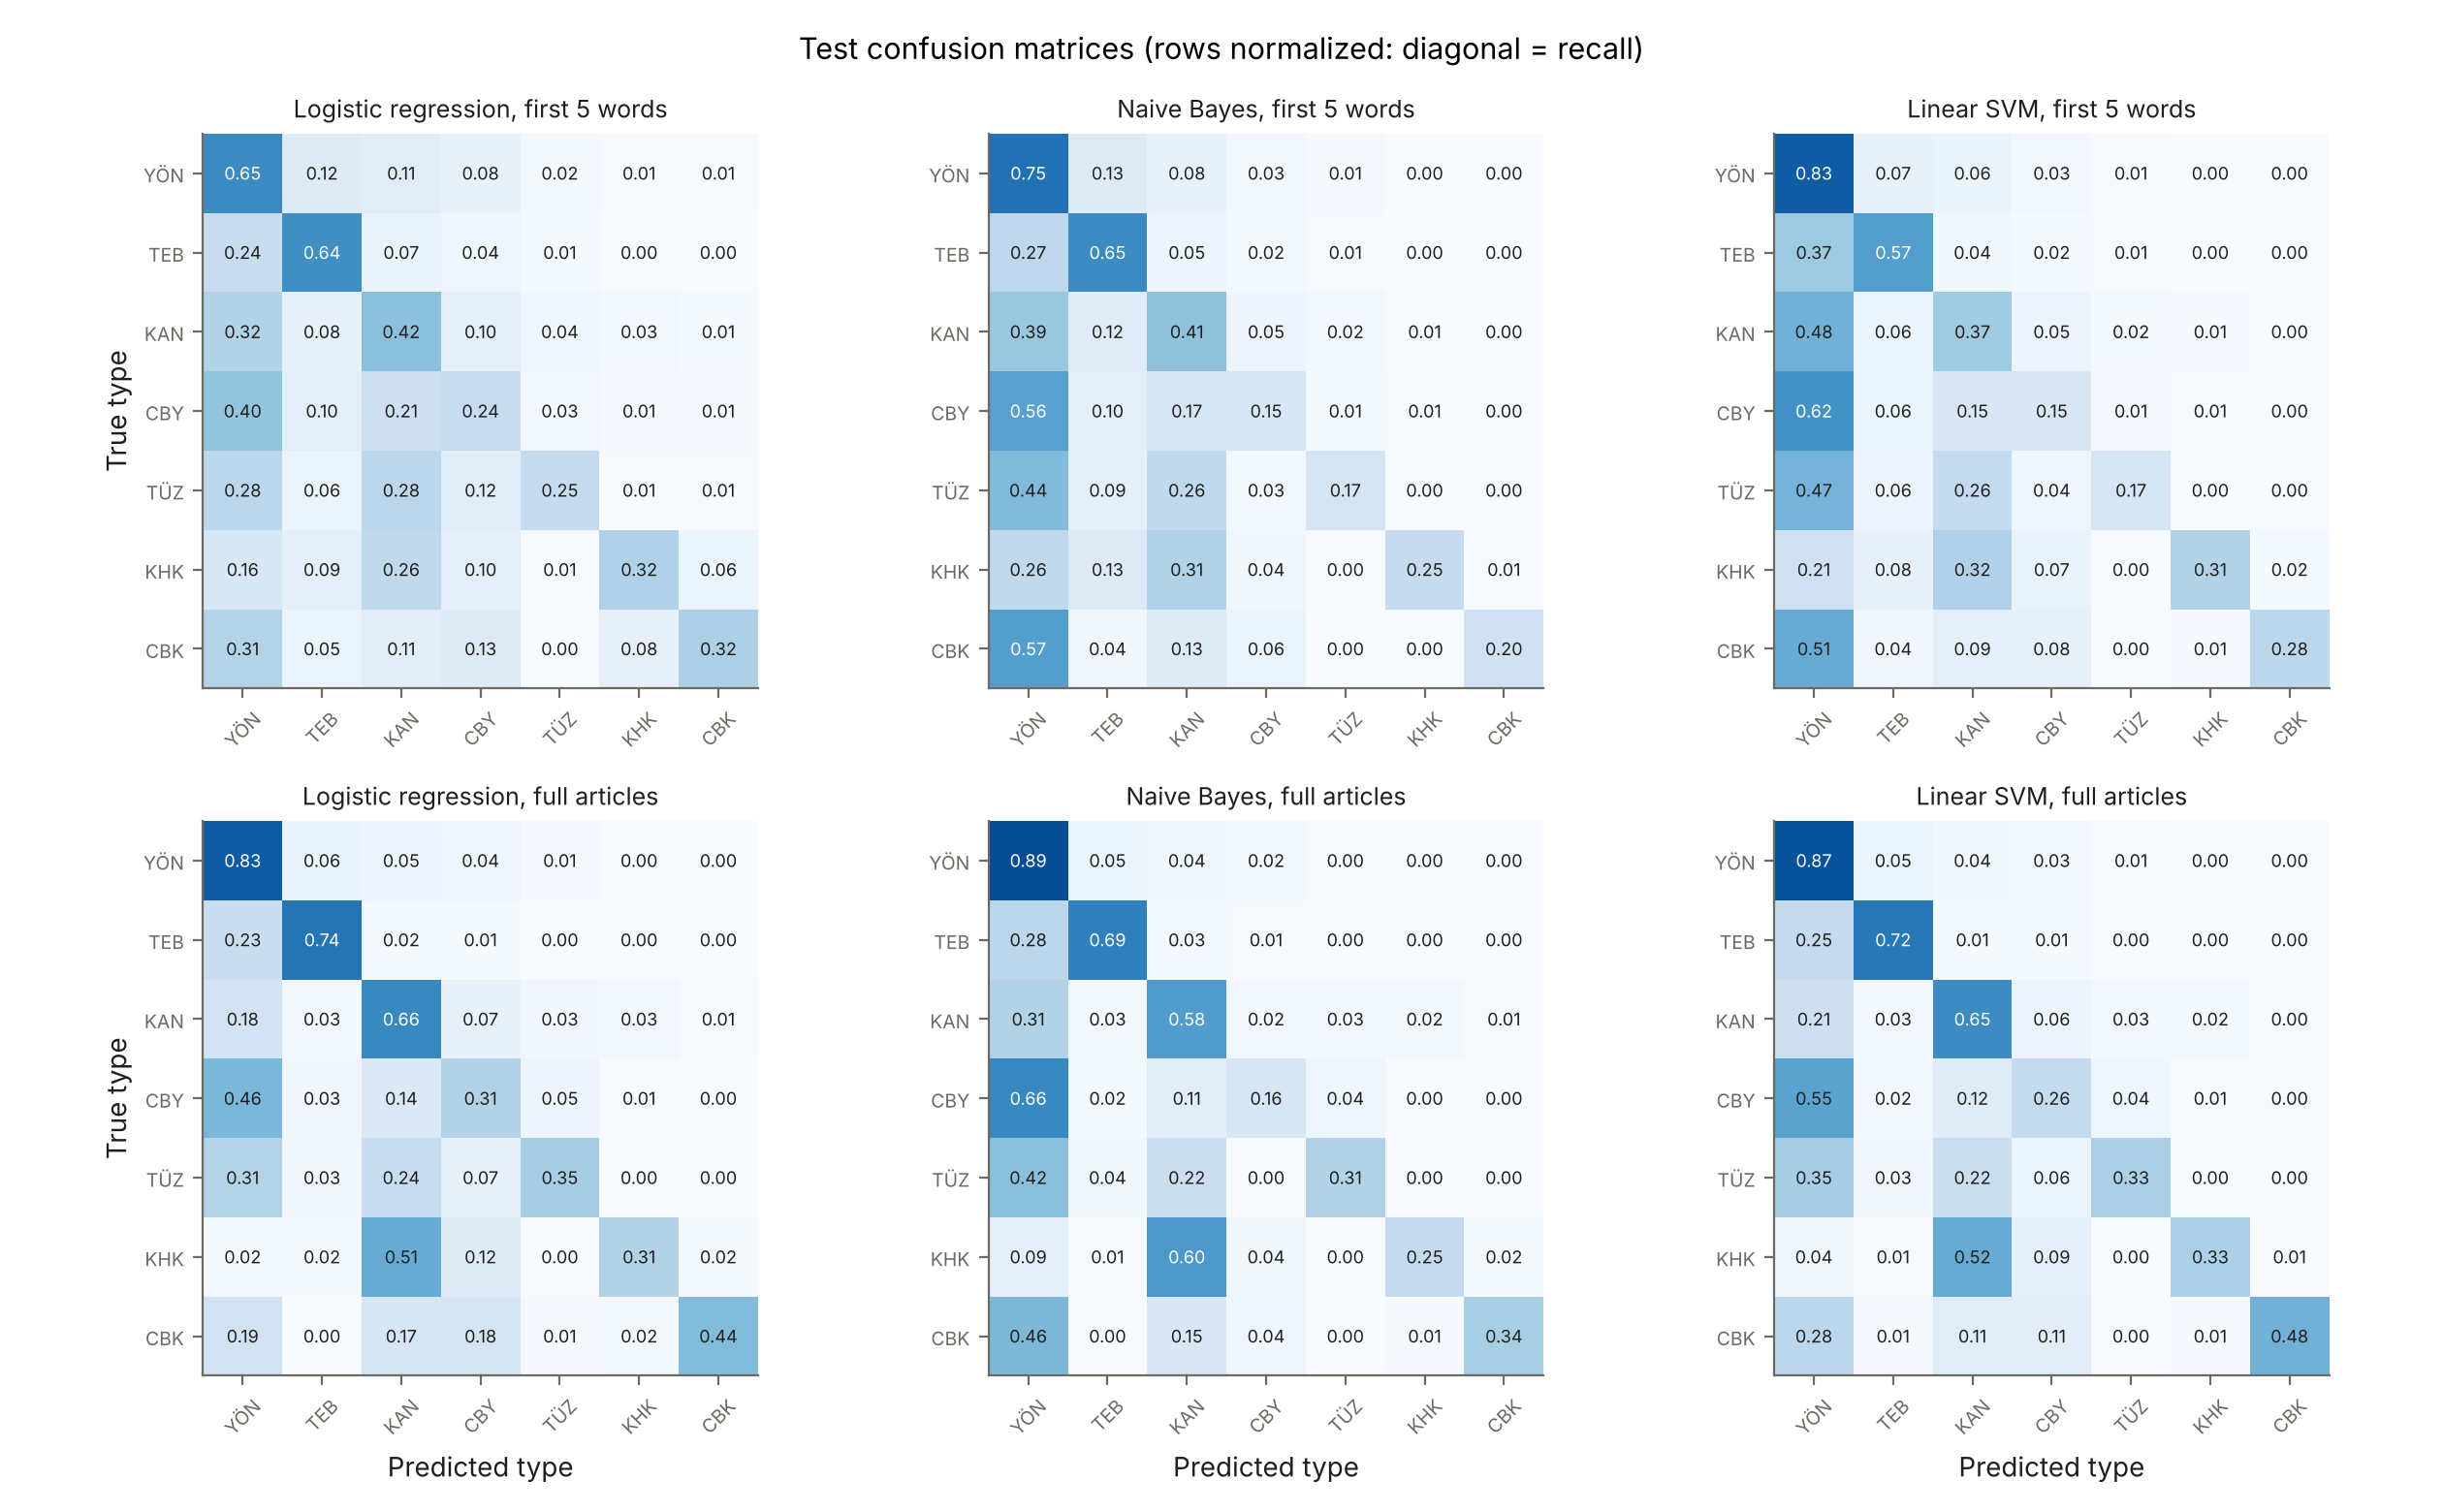 Test confusion matrices (rows normalized: diagonal = recall)
Logistic regression, first 5 words
True type
YÖN 0.65 0.12 0.11 0.08 0.02 0.01 0.01
TEB 0.24 0.64 0.07 0.04 0.01 0.00 0.00
KAN 0.32 0.08 0.42 0.10 0.04 0.03 0.01
CBY 0.40 0.10 0.21 0.24 0.03 0.01 0.01
TÜZ 0.28 0.06 0.28 0.12 0.25 0.01 0.01
KHK 0.16 0.09 0.26 0.10 0.01 0.32 0.06
CBK 0.31 0.05 0.11 0.13 0.00 0.08 0.32
YÖN TEB KAN CBY TÜZ KHK CBK
Naive Bayes, first 5 words
YÖN 0.75 0.13 0.08 0.03 0.01 0.00 0.00
TEB 0.27 0.65 0.05 0.02 0.01 0.00 0.00
KAN 0.39 0.12 0.41 0.05 0.02 0.01 0.00
CBY 0.56 0.10 0.17 0.15 0.01 0.01 0.00
TÜZ 0.44 0.09 0.26 0.03 0.17 0.00 0.00
KHK 0.26 0.13 0.31 0.04 0.00 0.25 0.01
CBK 0.57 0.04 0.13 0.06 0.00 0.00 0.20
YÖN TEB KAN CBY TÜZ KHK CBK
Linear SVM, first 5 words
YÖN 0.83 0.07 0.06 0.03 0.01 0.00 0.00
TEB 0.37 0.57 0.04 0.02 0.01 0.00 0.00
KAN 0.48 0.06 0.37 0.05 0.02 0.01 0.00
CBY 0.62 0.06 0.15 0.15 0.01 0.01 0.00
TÜZ 0.47 0.06 0.26 0.04 0.17 0.00 0.00
KHK 0.21 0.08 0.32 0.07 0.00 0.31 0.02
CBK 0.51 0.04 0.09 0.08 0.00 0.01 0.28
YÖN TEB KAN CBY TÜZ KHK CBK
Logistic regression, full articles
True type
YÖN 0.83 0.06 0.05 0.04 0.01 0.00 0.00
TEB 0.23 0.74 0.02 0.01 0.00 0.00 0.00
KAN 0.18 0.03 0.66 0.07 0.03 0.03 0.01
CBY 0.46 0.03 0.14 0.31 0.05 0.01 0.00
TÜZ 0.31 0.03 0.24 0.07 0.35 0.00 0.00
KHK 0.02 0.02 0.51 0.12 0.00 0.31 0.02
CBK 0.19 0.00 0.17 0.18 0.01 0.02 0.44
YÖN TEB KAN CBY TÜZ KHK CBK
Predicted type
Naive Bayes, full articles
YÖN 0.89 0.05 0.04 0.02 0.00 0.00 0.00
TEB 0.28 0.69 0.03 0.01 0.00 0.00 0.00
KAN 0.31 0.03 0.58 0.02 0.03 0.02 0.01
CBY 0.66 0.02 0.11 0.16 0.04 0.00 0.00
TÜZ 0.42 0.04 0.22 0.00 0.31 0.00 0.00
KHK 0.09 0.01 0.60 0.04 0.00 0.25 0.02
CBK 0.46 0.00 0.15 0.04 0.00 0.01 0.34
YÖN TEB KAN CBY TÜZ KHK CBK
Predicted type
Linear SVM, full articles
YÖN 0.87 0.05 0.04 0.03 0.01 0.00 0.00
TEB 0.25 0.72 0.01 0.01 0.00 0.00 0.00
KAN 0.21 0.03 0.65 0.06 0.03 0.02 0.00
CBY 0.55 0.02 0.12 0.26 0.04 0.01 0.00
TÜZ 0.35 0.03 0.22 0.06 0.33 0.00 0.00
KHK 0.04 0.01 0.52 0.09 0.00 0.33 0.01
CBK 0.28 0.01 0.11 0.11 0.00 0.01 0.48
YÖN TEB KAN CBY TÜZ KHK CBK
Predicted type